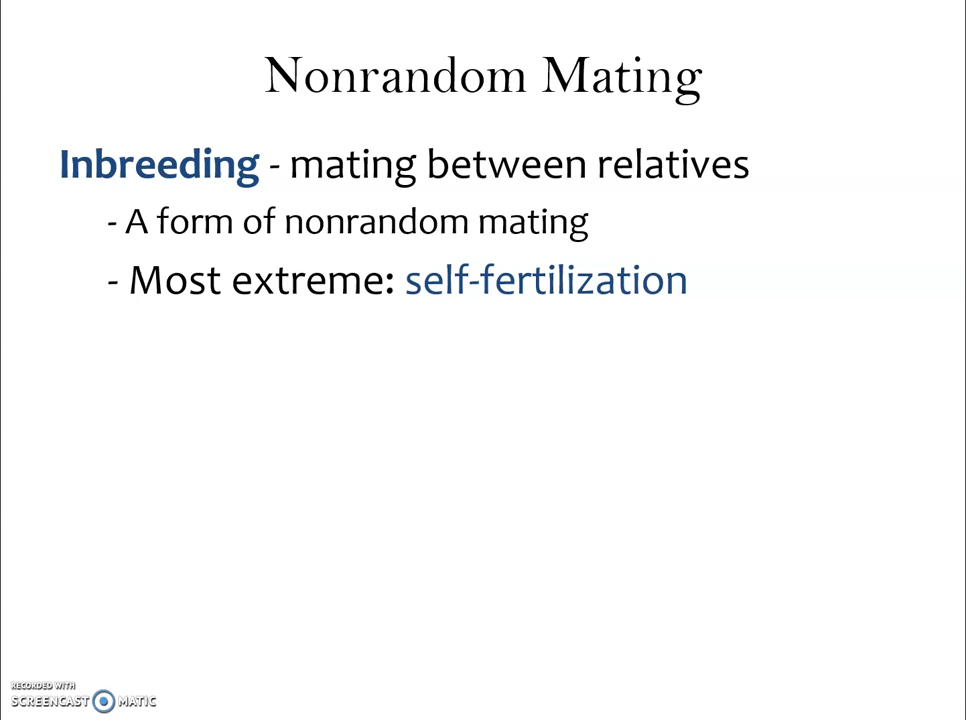 Nonrandom Mating
Inbreeding - mating between relatives
- A form of nonrandom mating
- Most extreme: self-fertilization
RECORDED WITH
SCREENCAST MATIC